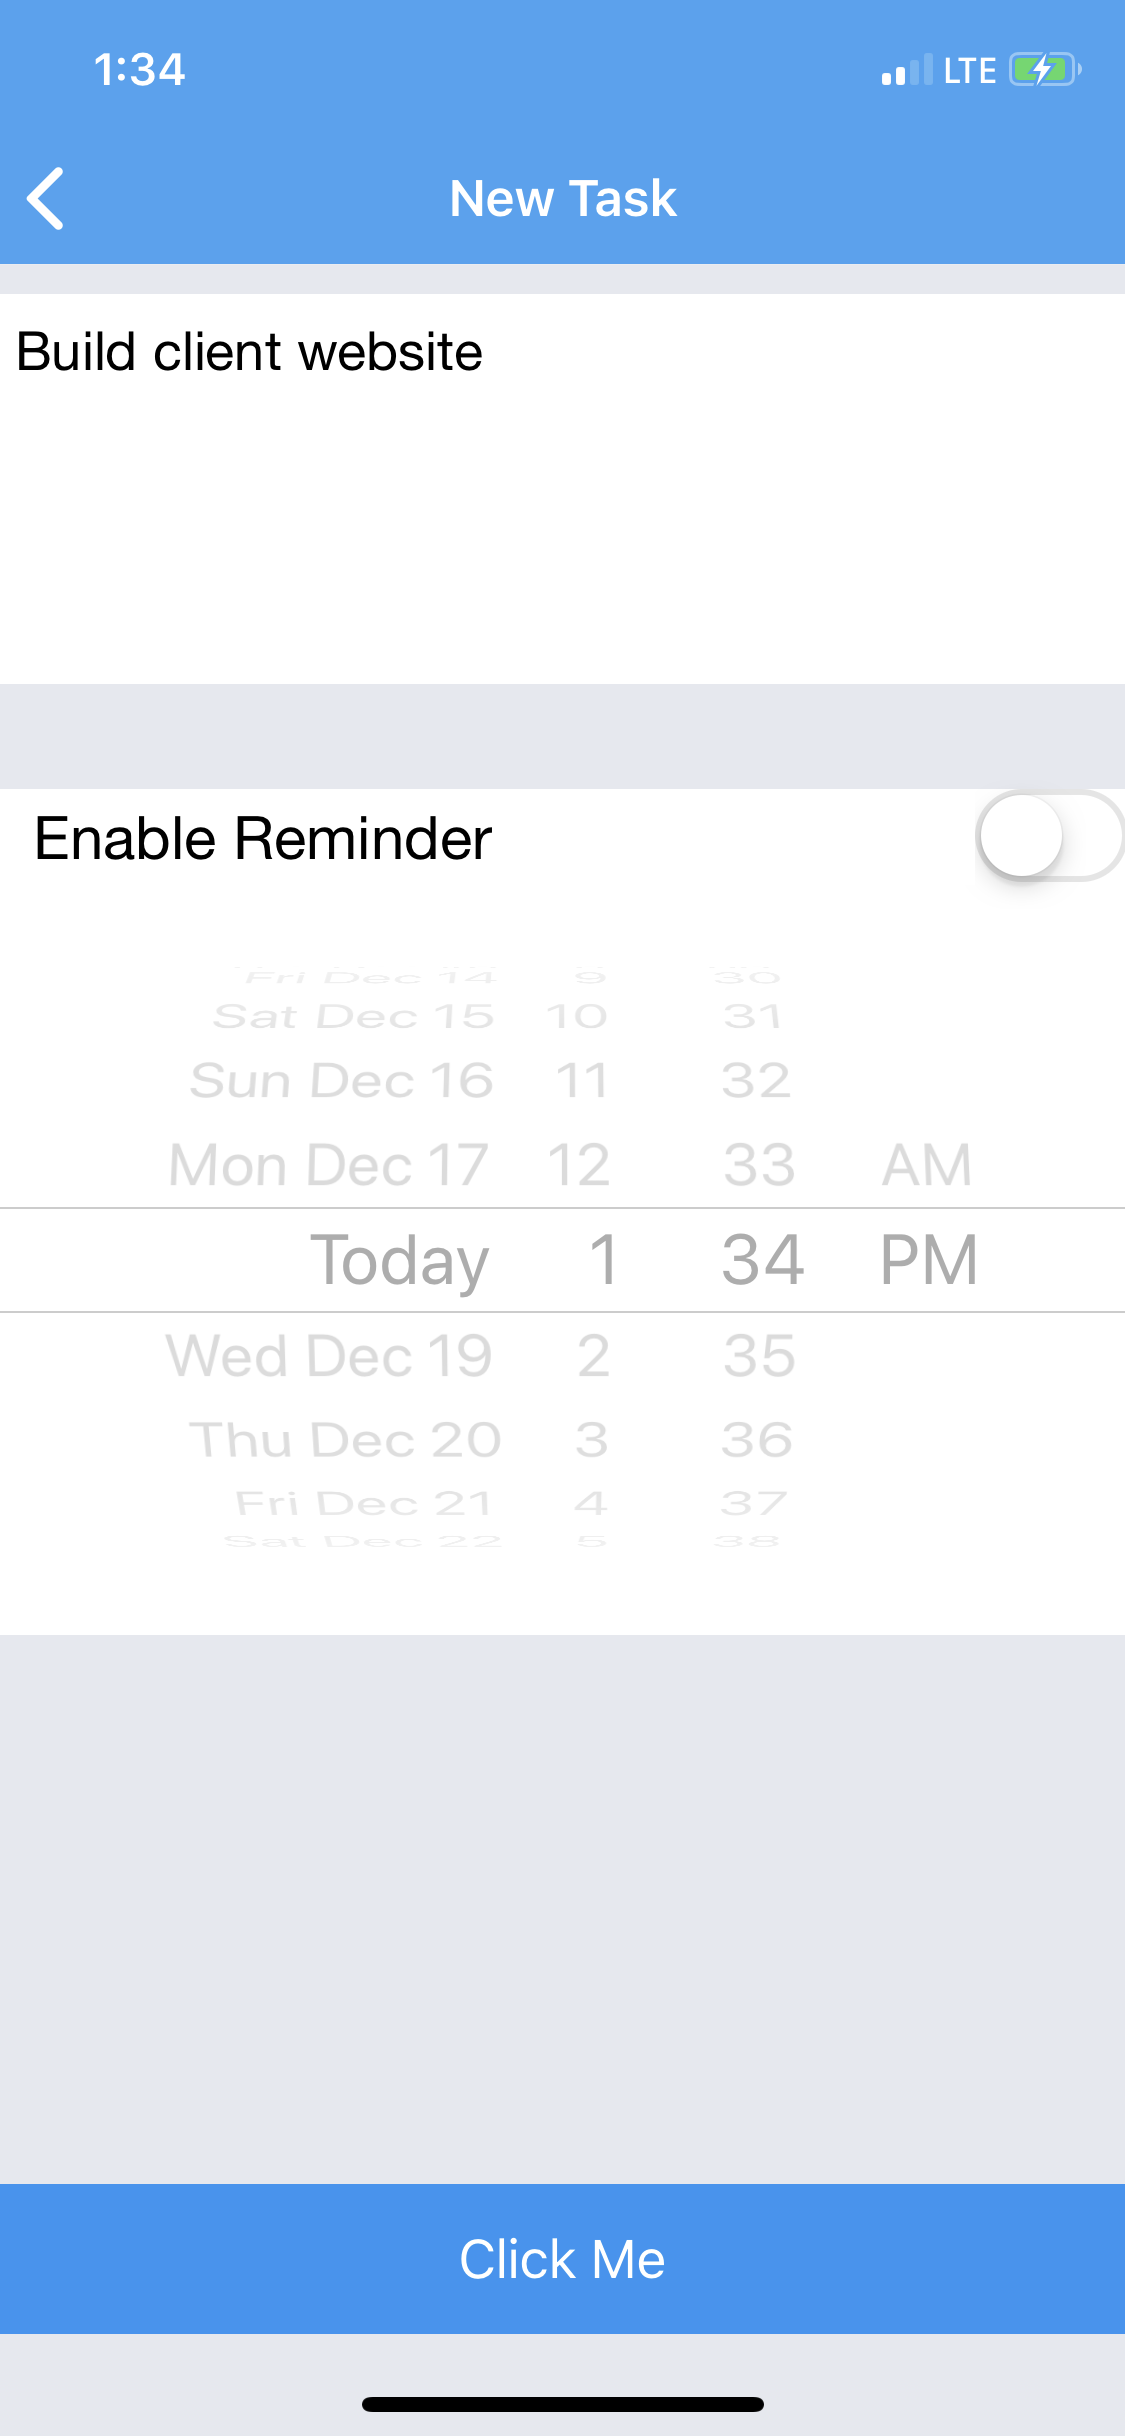 1:34 LTE
New Task
Build client website
Enable Reminder
Fri Dec 14 9 30
Sat Dec 15 10 31
Sun Dec 16 11 32
Mon Dec 17 12 33 AM
Today 1 34 PM
Wed Dec 19 2 35
Thu Dec 20 3 36
Fri Dec 21 4 37
Sat Dec 22 5 38
Click Me